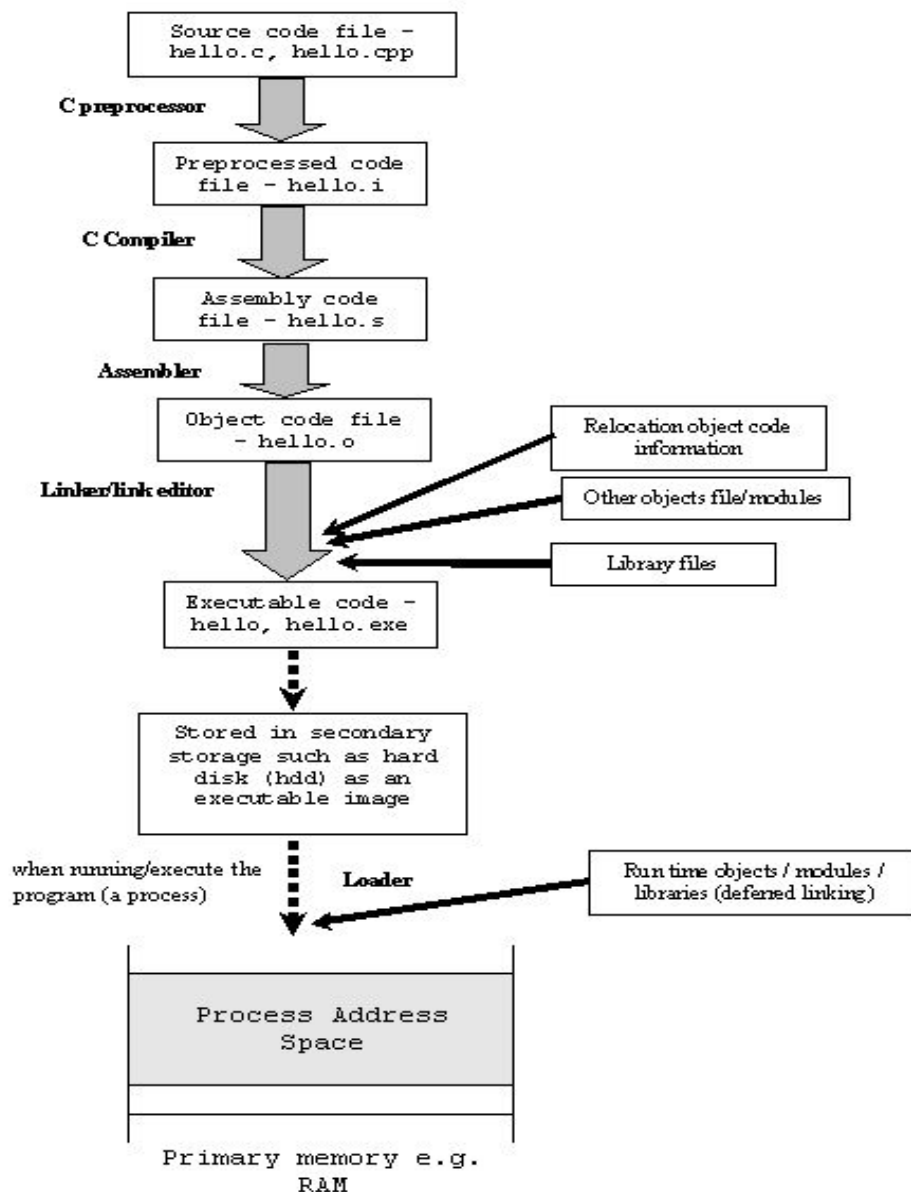 Source code file –
hello.c, hello.cpp
C preprocessor
Preprocessed code
file – hello.i
C Compiler
Assembly code
file – hello.s
Assembler
Object code file
– hello.o
Relocation object code
information
Linker/link editor
Other objects file/modules
Library files
Executable code –
hello, hello.exe
Stored in secondary
storage such as hard
disk (hdd) as an
executable image
when running/execute the
program (a process)
Loader
Run time objects / modules /
libraries (deferred linking)
Process Address
Space
Primary memory e.g.
RAM